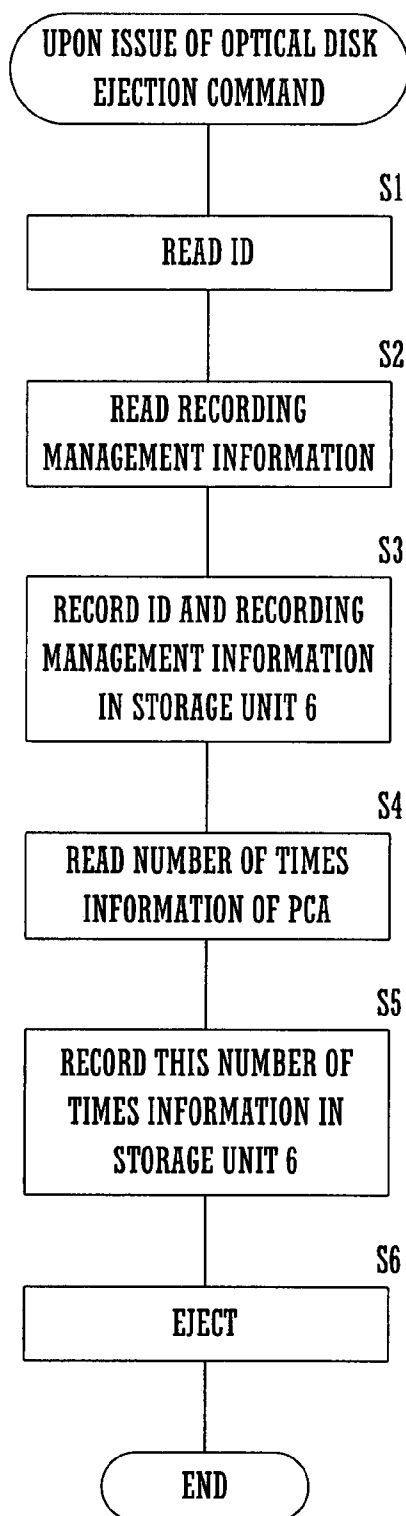 UPON ISSUE OF OPTICAL DISK
EJECTION COMMAND
S1
READ ID
S2
READ RECORDING
MANAGEMENT INFORMATION
S3
RECORD ID AND RECORDING
MANAGEMENT INFORMATION
IN STORAGE UNIT 6
S4
READ NUMBER OF TIMES
INFORMATION OF PCA
S5
RECORD THIS NUMBER OF
TIMES INFORMATION IN
STORAGE UNIT 6
S6
EJECT
END